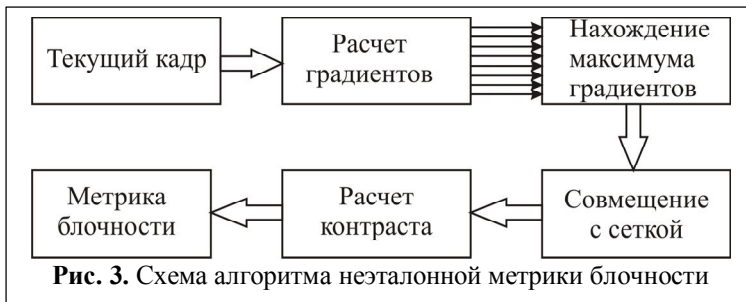 Текущий кадр
Расчет
градиентов
Нахождение
максимума
градиентов
Метрика
блочности
Расчет
контраста
Совмещение
с сеткой
Рис. 3. Схема алгоритма неэталонной метрики блочности